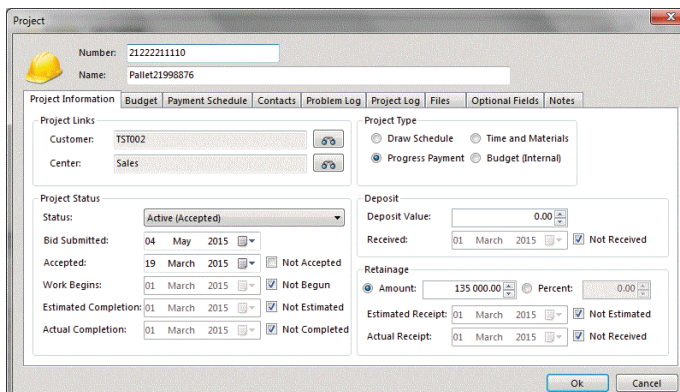 Project
Number: 21222211110
Name: Pallet21998876
Project Information Budget Payment Schedule Contacts Problem Log Project Log Files Optional Fields Notes
Project Links
Customer: TST002
Center: Sales
Project Type
Draw Schedule Time and Materials
Progress Payment Budget (Internal)
Project Status
Status: Active (Accepted)
Bid Submitted: 04 May 2015
Accepted: 19 March 2015 Not Accepted
Work Begins: 01 March 2015 Not Begun
Estimated Completion: 01 March 2015 Not Estimated
Actual Completion: 01 March 2015 Not Completed
Deposit
Deposit Value: 0.00
Received: 01 March 2015 Not Received
Retainage
Amount: 135 000.00 Percent: 0.00
Estimated Receipt: 01 March 2015 Not Estimated
Actual Receipt: 01 March 2015 Not Received
Ok Cancel